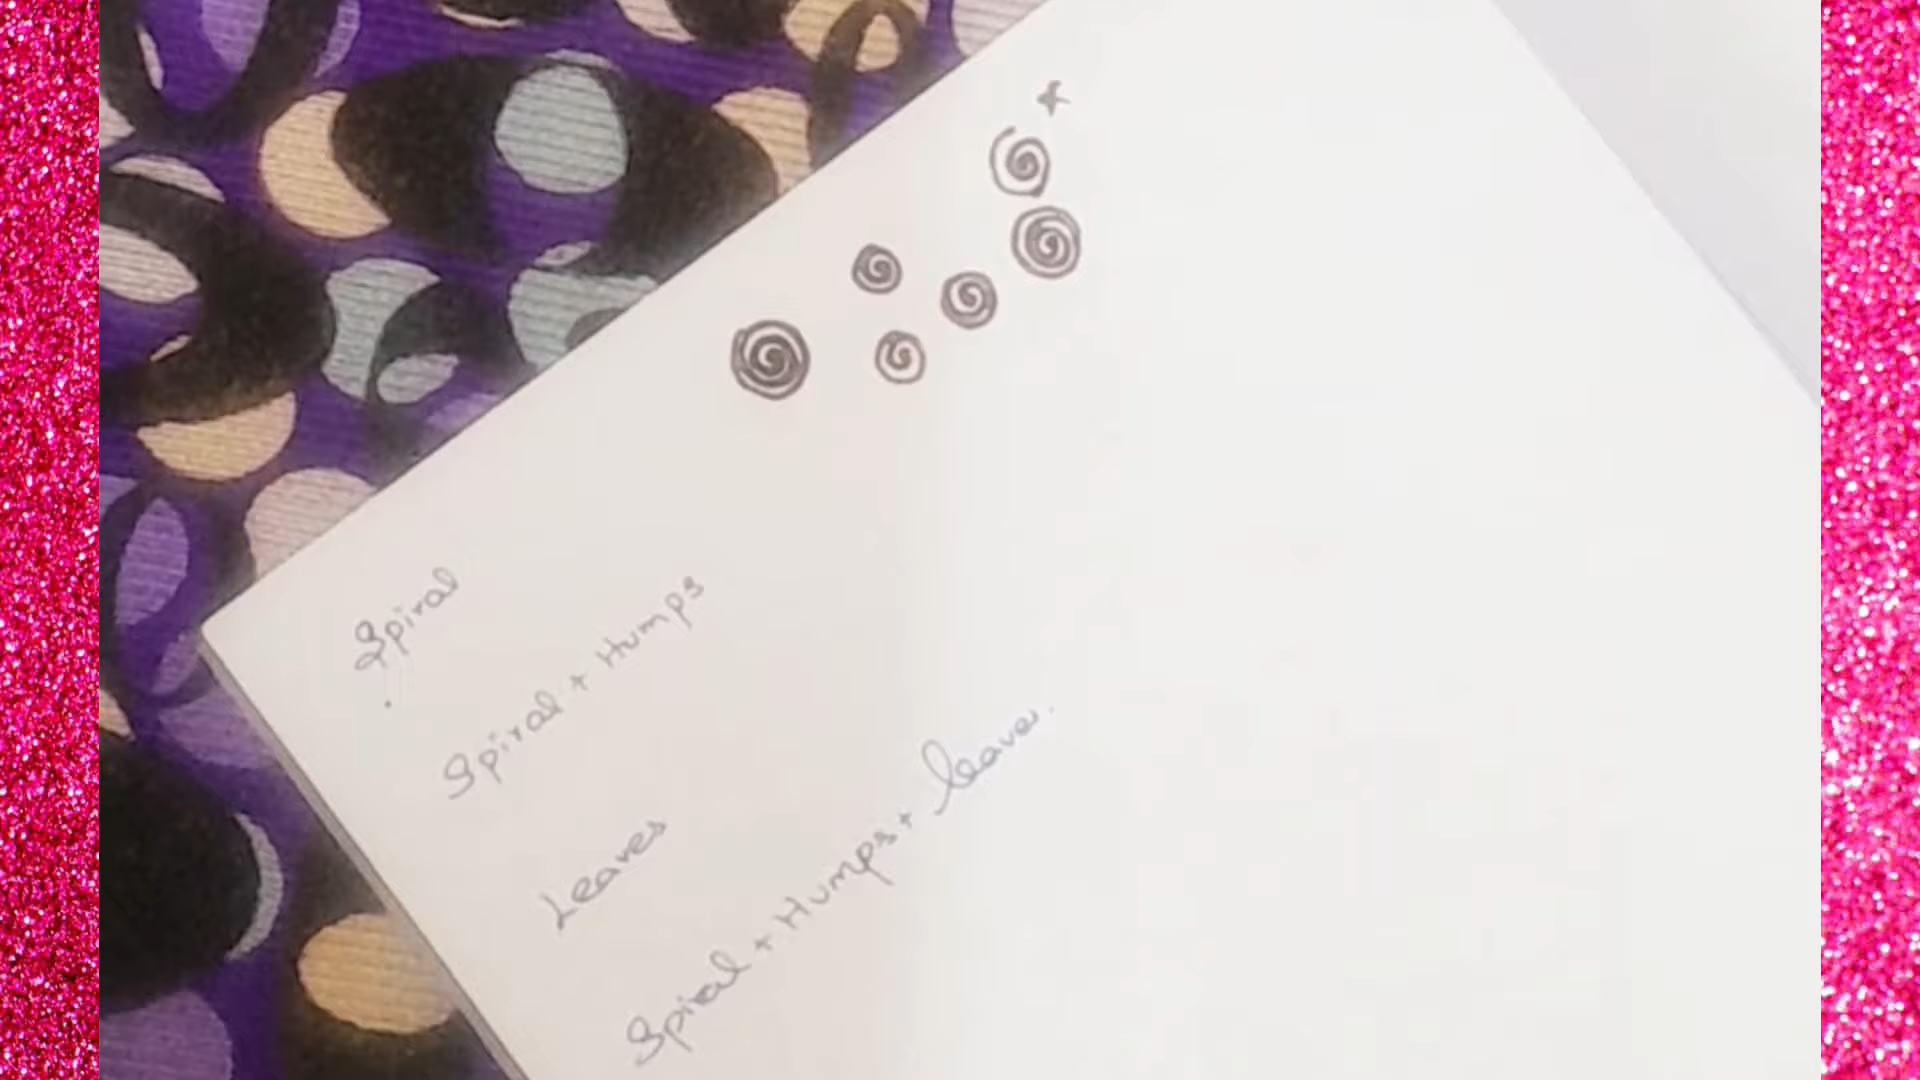 Spiral
Spiral + Humps
Leaves
Spiral + Humps + leaves.